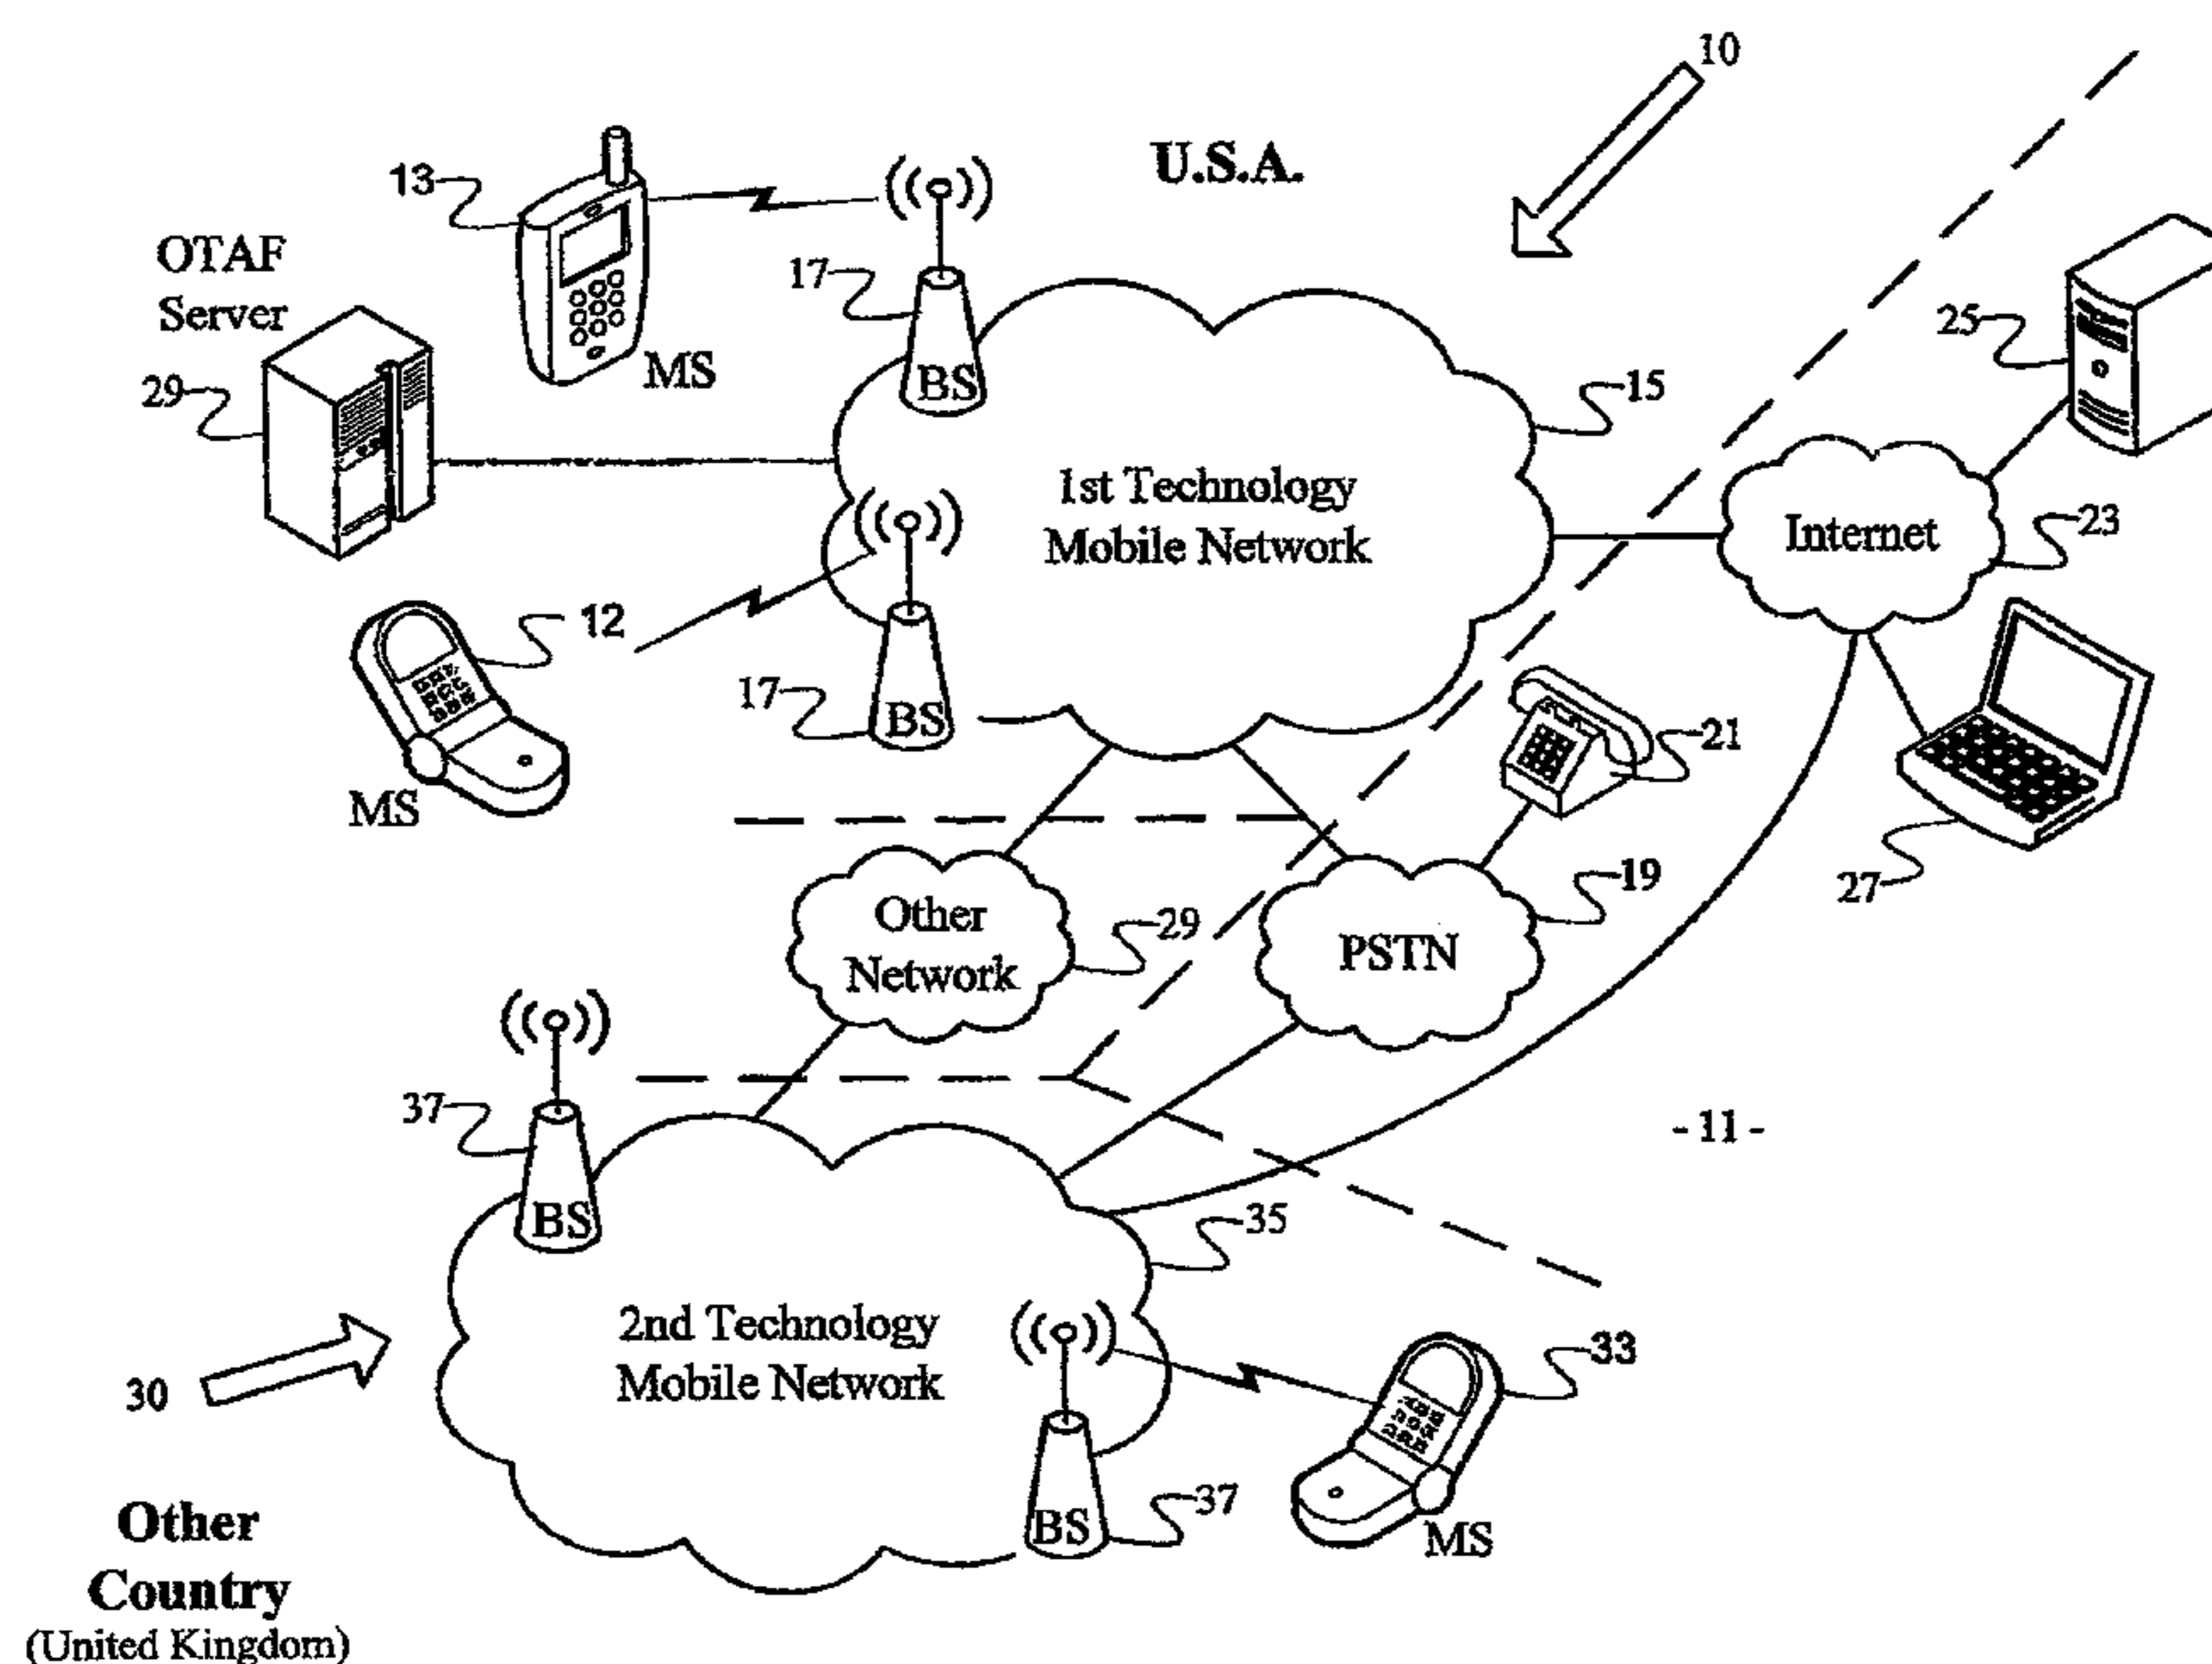 10
U.S.A.
13
OTAF
Server
17
MS
BS
25
29
15
1st Technology
Mobile Network
Internet
23
12
17
BS
21
MS
27
19
Other
Network
29
PSTN
37
- 11 -
BS
35
2nd Technology
Mobile Network
33
30
BS
37
MS
Other
Country
(United Kingdom)